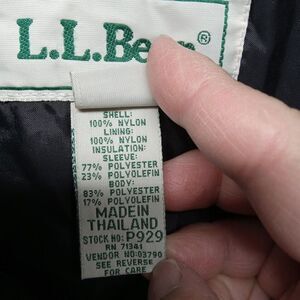 L.L.Be
®
SHELL:
100% NYLON
LINING:
100% NYLON
INSULATION:
SLEEVE:
77% POLYESTER
23% POLYOLEFIN
BODY:
83% POLYESTER
17% POLYOLEFIN
MADE IN
THAILAND
STOCK NO: P929
RN 71341
VENDOR NO: 03790
SEE REVERSE
FOR CARE